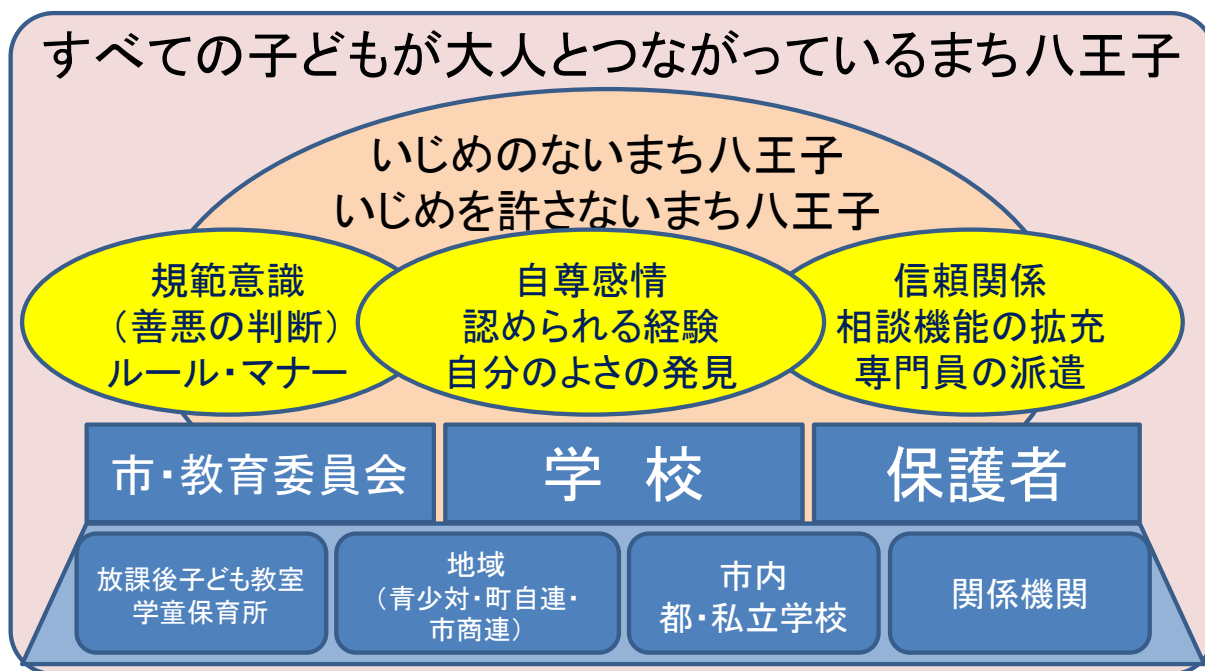 すべての子どもが大人とつながっているまち八王子
いじめのないまち八王子
いじめを許さないまち八王子
規範意識
（善悪の判断）
ルール・マナー
自尊感情
認められる経験
自分のよさの発見
信頼関係
相談機能の拡充
専門員の派遣
市・教育委員会
学　校
保護者
放課後子ども教室
学童保育所
地域
（青少対・町自連・
市商連）
市内
都・私立学校
関係機関